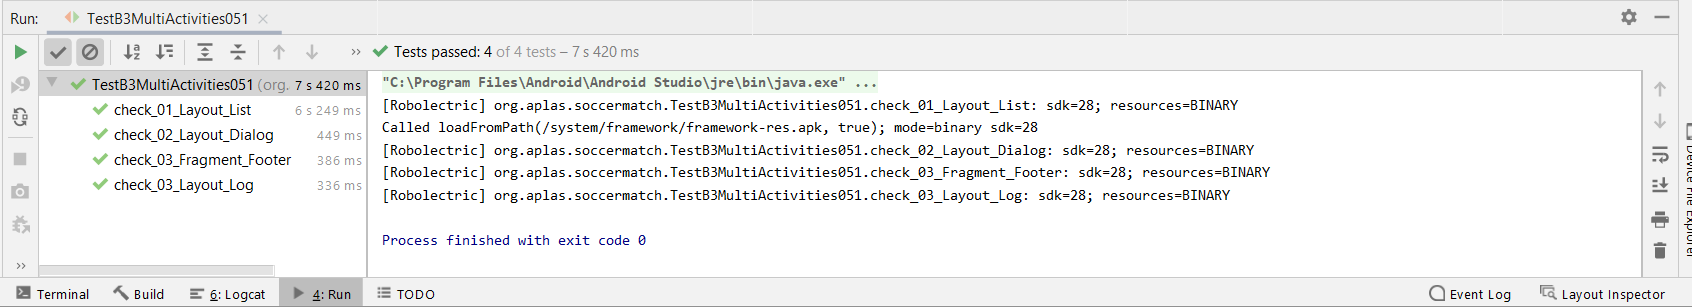 Run: TestB3MultiActivities051
Tests passed: 4 of 4 tests – 7 s 420 ms
TestB3MultiActivities051 (org. 7 s 420 ms
check_01_Layout_List 6 s 249 ms
check_02_Layout_Dialog 449 ms
check_03_Fragment_Footer 386 ms
check_03_Layout_Log 336 ms
"C:\Program Files\Android\Android Studio\jre\bin\java.exe" ...
[Robolectric] org.aplas.soccermatch.TestB3MultiActivities051.check_01_Layout_List: sdk=28; resources=BINARY
Called loadFromPath(/system/framework/framework-res.apk, true); mode=binary sdk=28
[Robolectric] org.aplas.soccermatch.TestB3MultiActivities051.check_02_Layout_Dialog: sdk=28; resources=BINARY
[Robolectric] org.aplas.soccermatch.TestB3MultiActivities051.check_03_Fragment_Footer: sdk=28; resources=BINARY
[Robolectric] org.aplas.soccermatch.TestB3MultiActivities051.check_03_Layout_Log: sdk=28; resources=BINARY
Process finished with exit code 0
Device File Explorer
Terminal Build 6: Logcat 4: Run TODO Event Log Layout Inspector